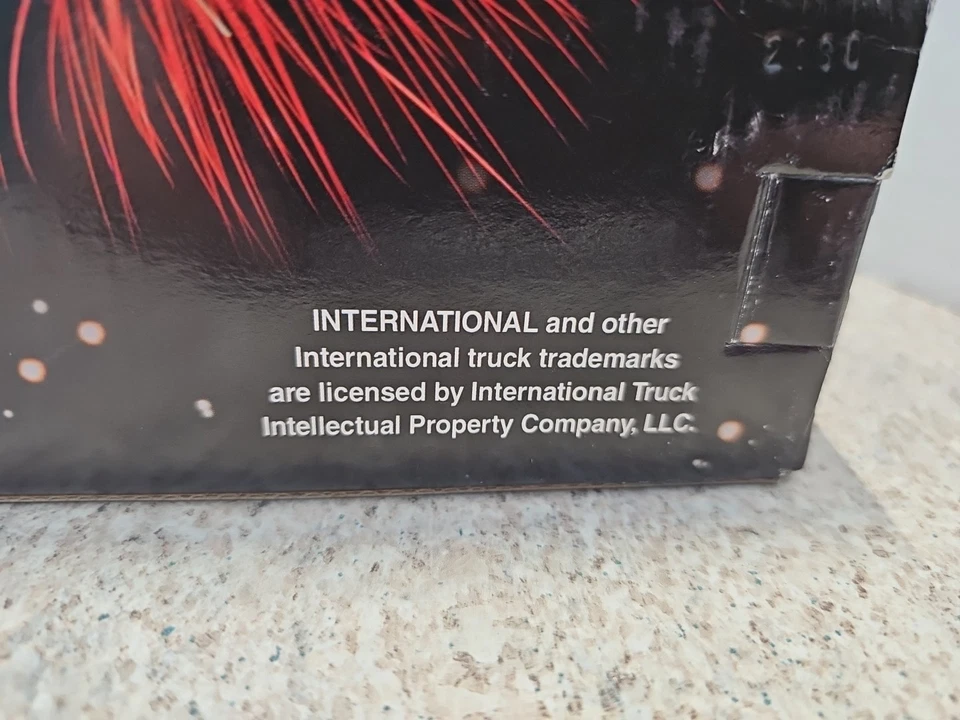 INTERNATIONAL and other
International truck trademarks
are licensed by International Truck
Intellectual Property Company, LLC.